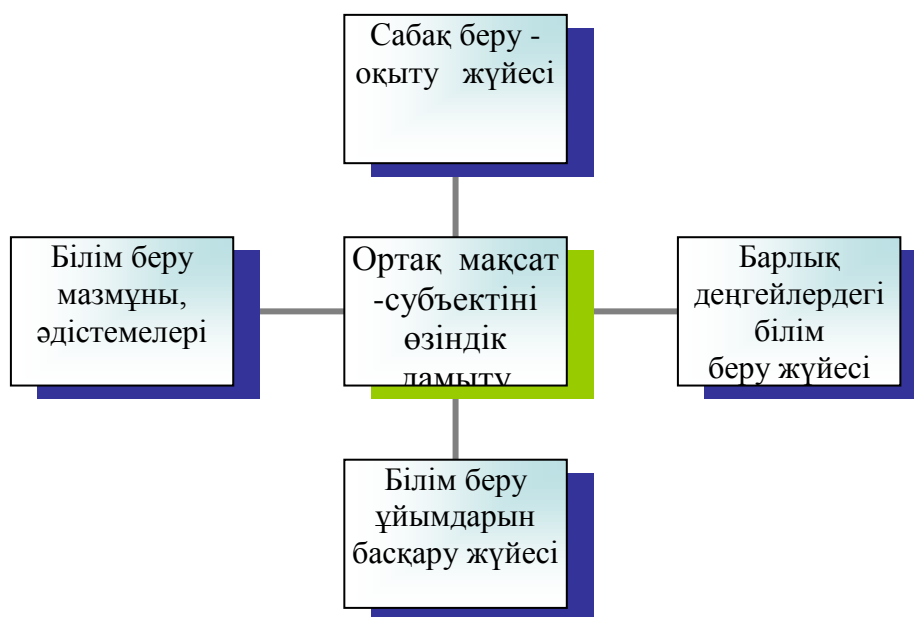 Сабақ беру -
оқыту жүйесі
Білім беру
мазмұны,
әдістемелері
Ортақ мақсат
-субъектіні
өзіндік
дамыту
Барлық
деңгейлердегі
білім
беру жүйесі
Білім беру
ұйымдарын
басқару жүйесі